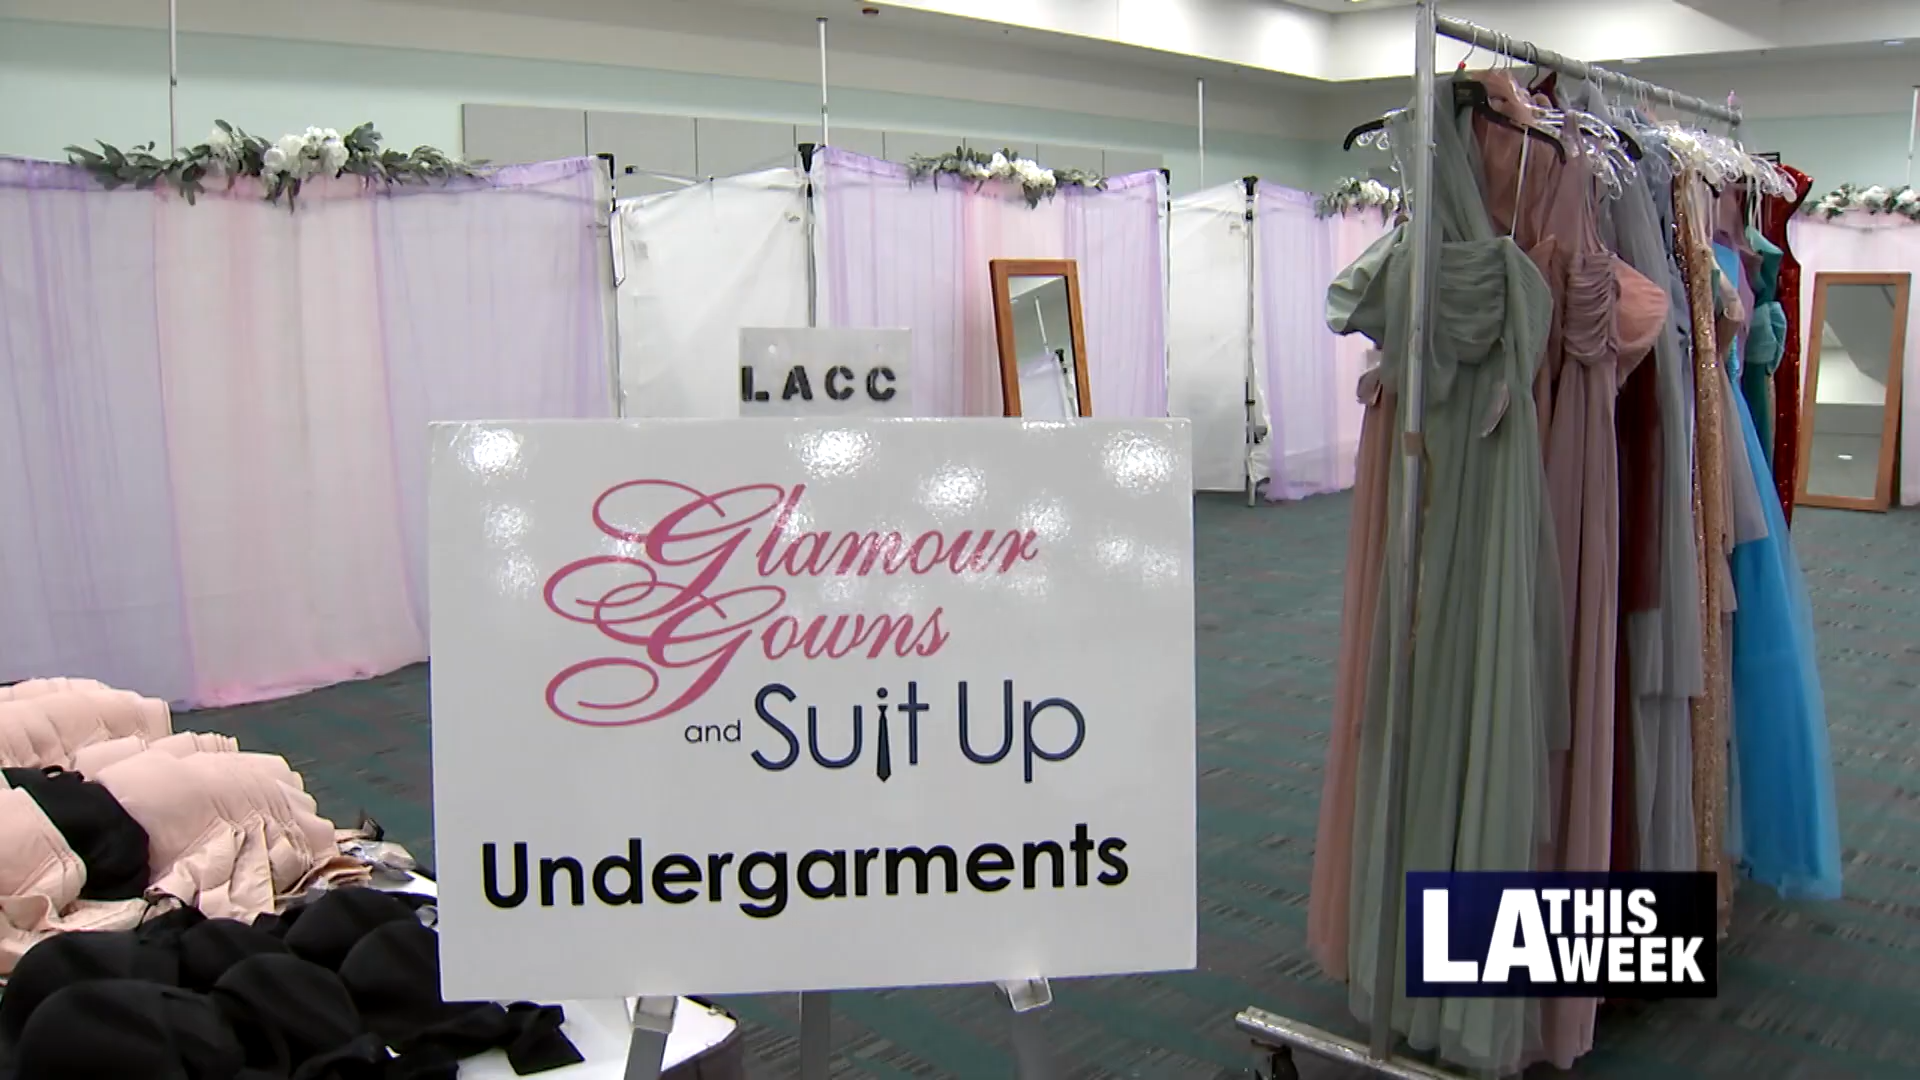 LACC
Glamour
Gowns
and Suit Up
Undergarments
LA THIS
WEEK